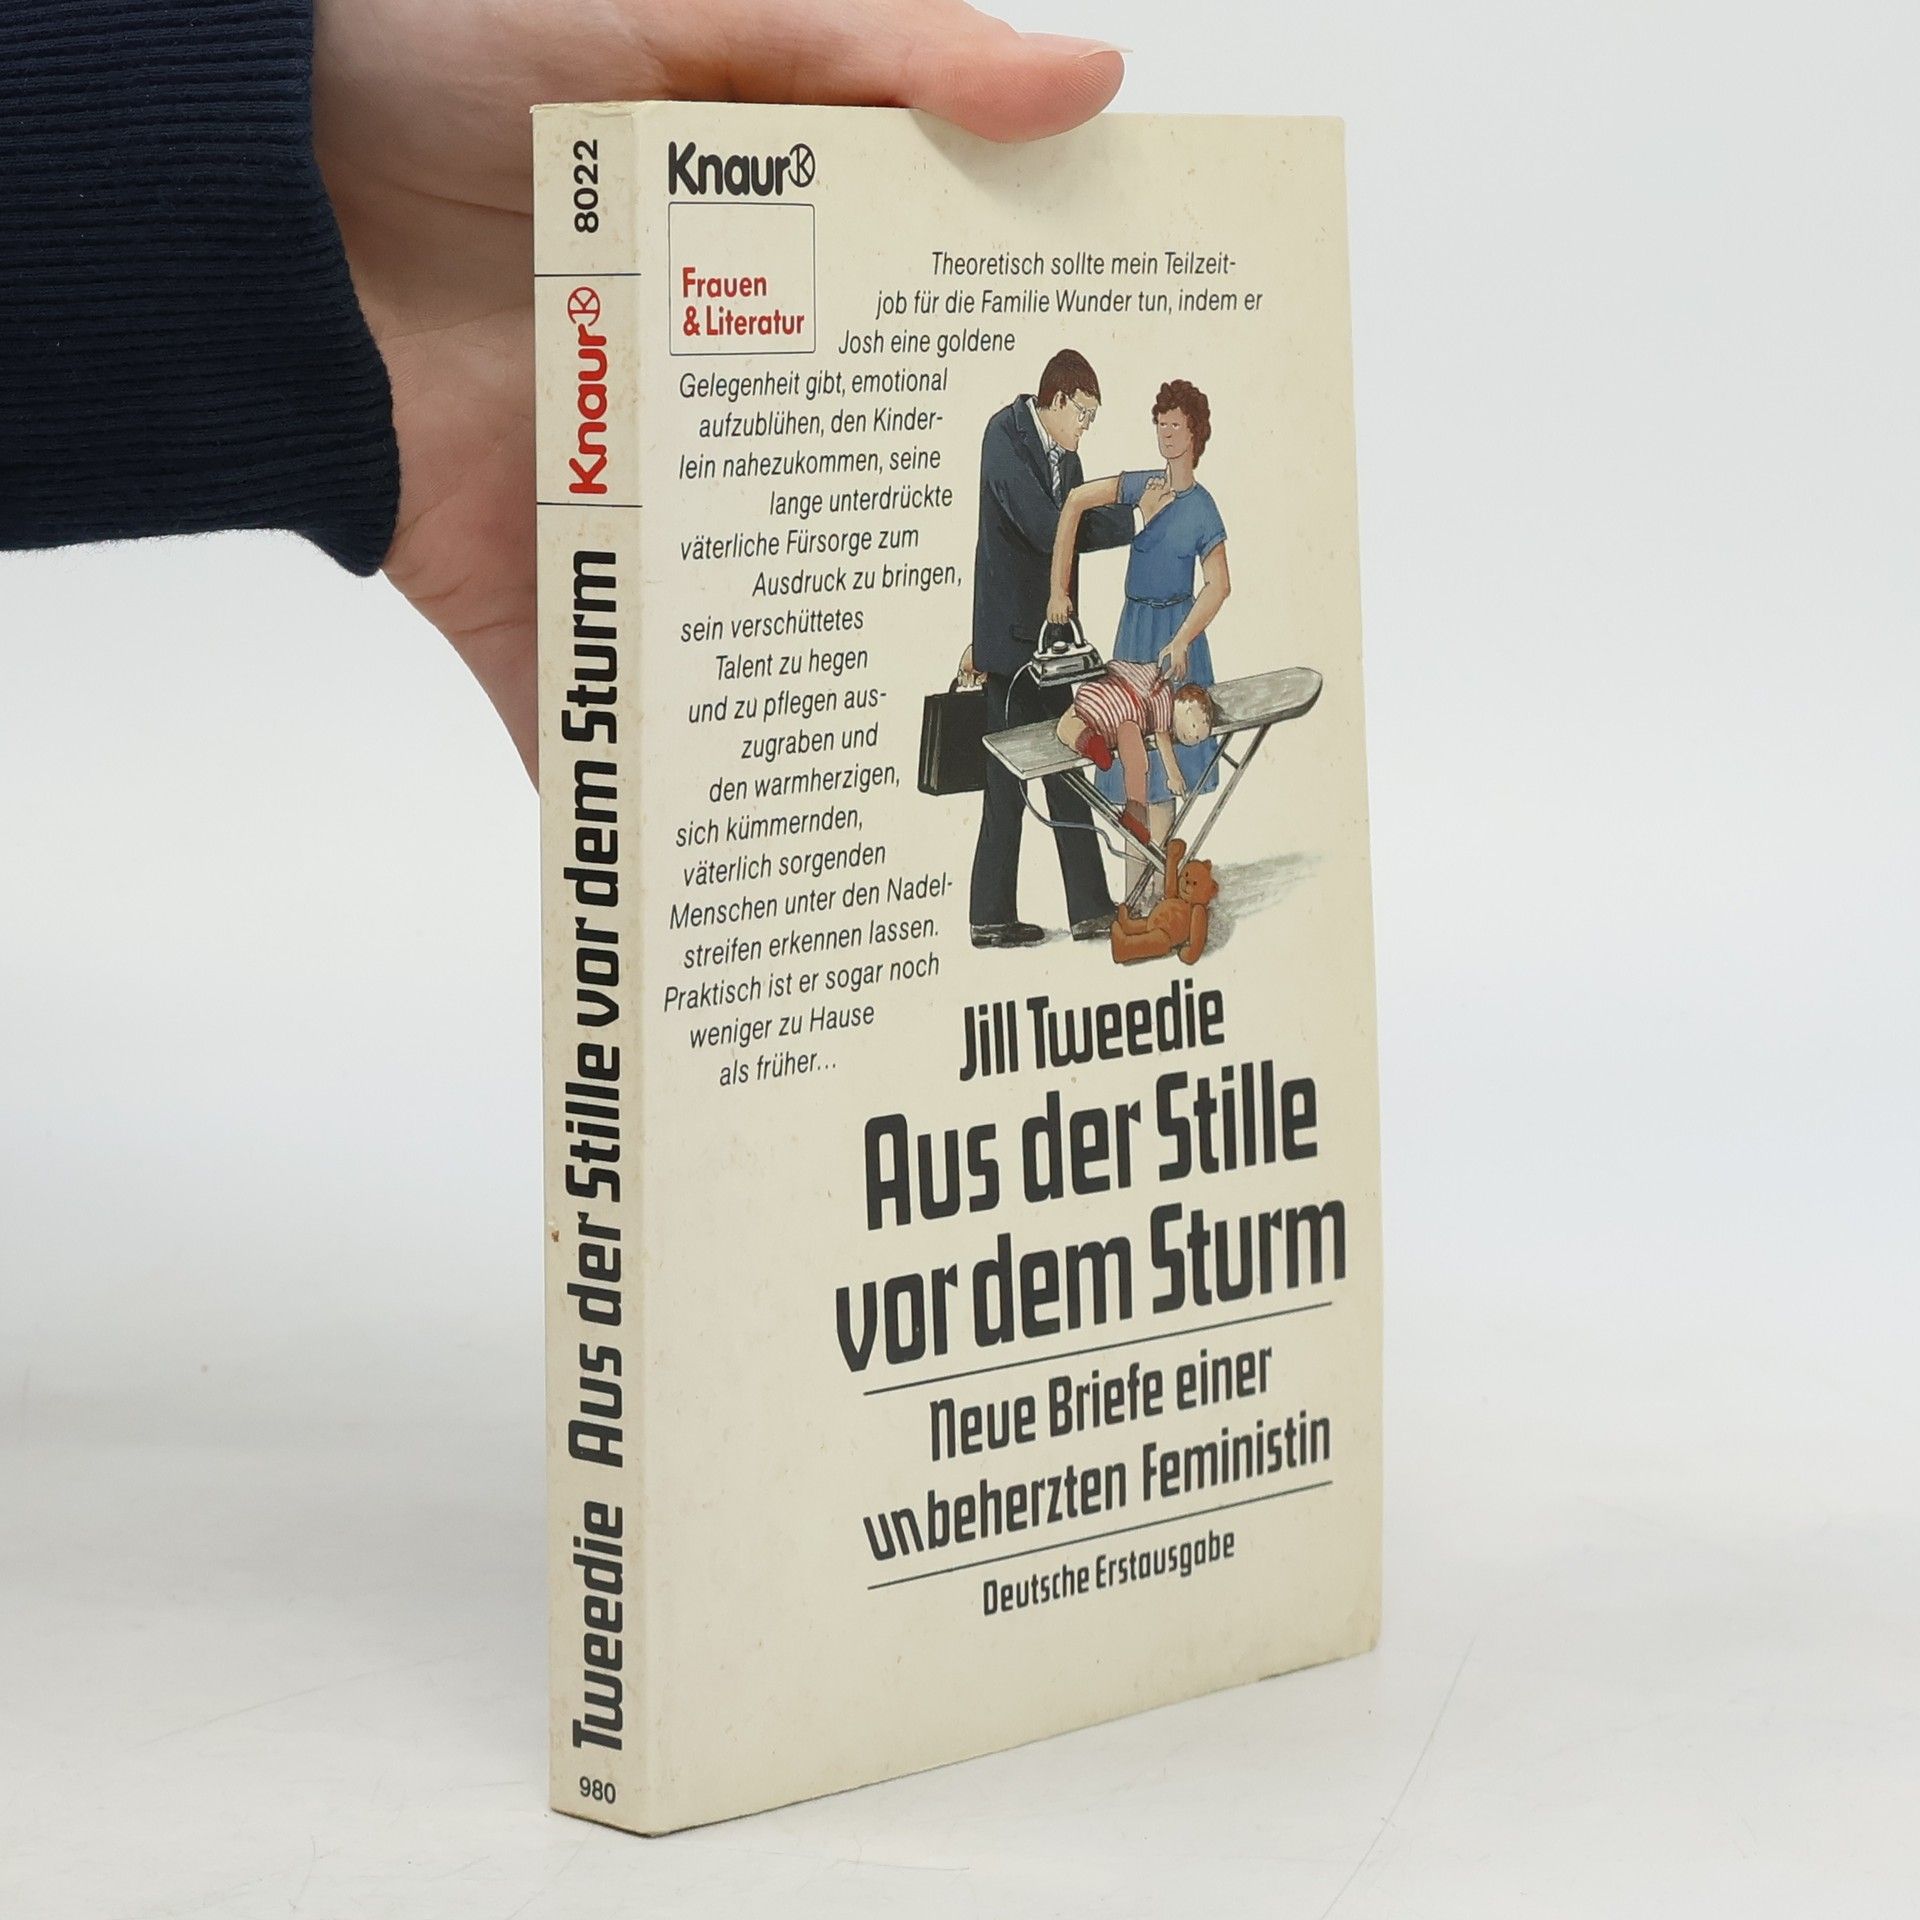 8022
Knaur
Aus der Stille vor dem Sturm
Tweedie
980
Knaur
Frauen
& Literatur
Theoretisch sollte mein Teilzeit-
job für die Familie Wunder tun, indem er
Josh eine goldene
Gelegenheit gibt, emotional
aufzublühen, den Kinder-
lein nahezukommen, seine
lange unterdrückte
väterliche Fürsorge zum
Ausdruck zu bringen,
sein verschüttetes
Talent zu hegen
und zu pflegen aus-
zugraben und
den warmherzigen,
sich kümmernden,
väterlich sorgenden
Menschen unter den Nadel-
streifen erkennen lassen.
Praktisch ist er sogar noch
weniger zu Hause
als früher...
Jill Tweedie
Aus der Stille
vor dem Sturm
Neue Briefe einer
unbeherzten Feministin
Deutsche Erstausgabe